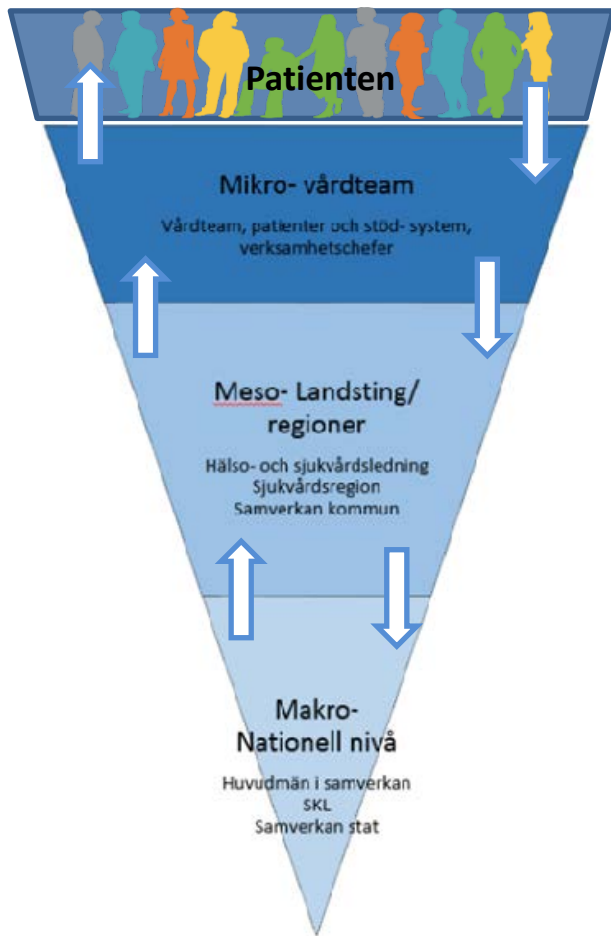 Patienten
Mikro- vårdteam
Vårdteam, patienter och stöd- system,
verksamhetschefer
Meso- Landsting/
regioner
Hälso- och sjukvårdsledning
Sjukvårdsregion
Samverkan kommun
Makro-
Nationell nivå
Huvudmän i samverkan
SKL
Samverkan stat